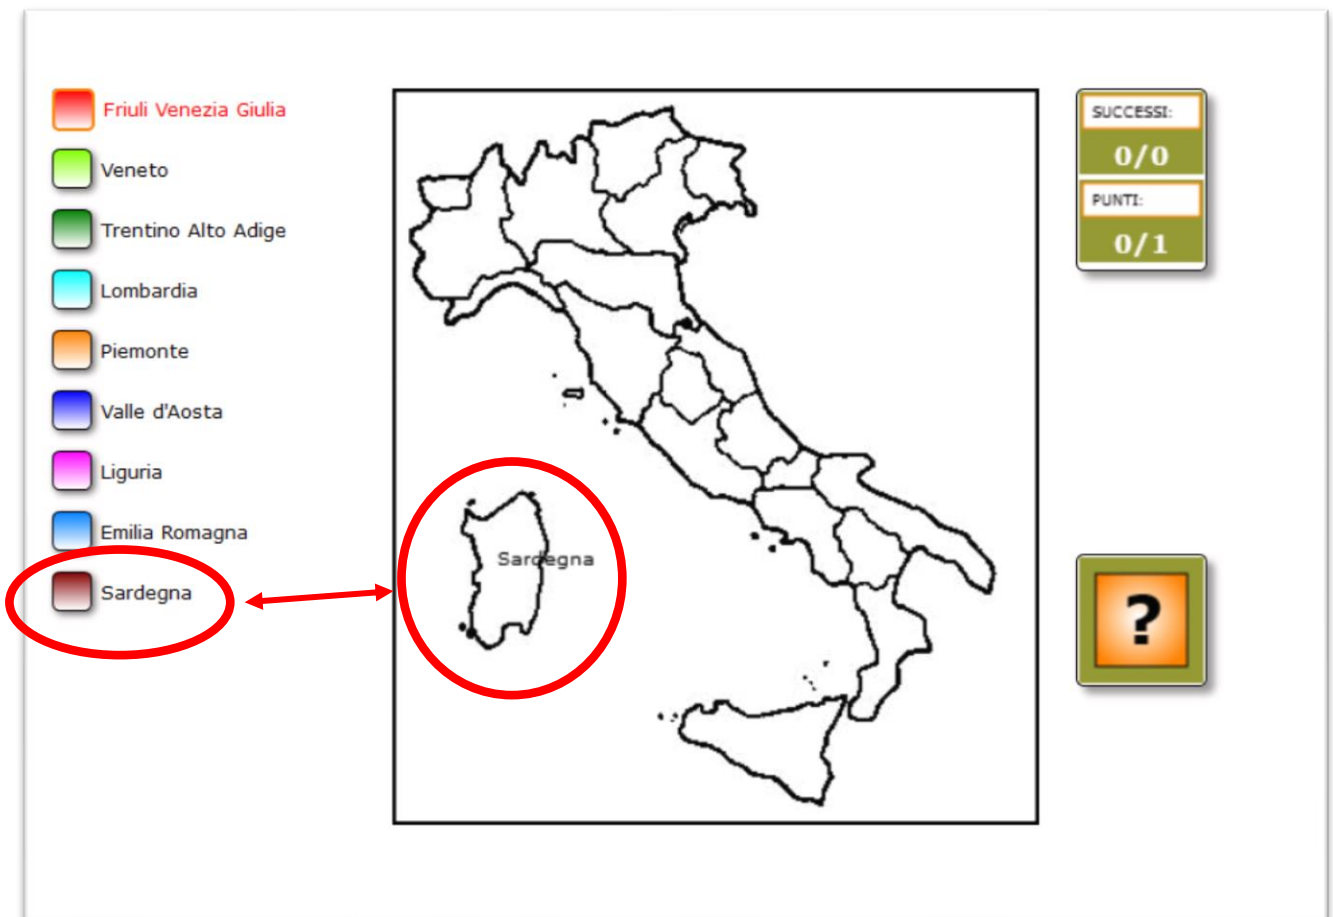 Friuli Venezia Giulia
Veneto
Trentino Alto Adige
Lombardia
Piemonte
Valle d'Aosta
Liguria
Emilia Romagna
Sardegna
Sardegna
SUCCESSI:
0/0
PUNTI:
0/1
?